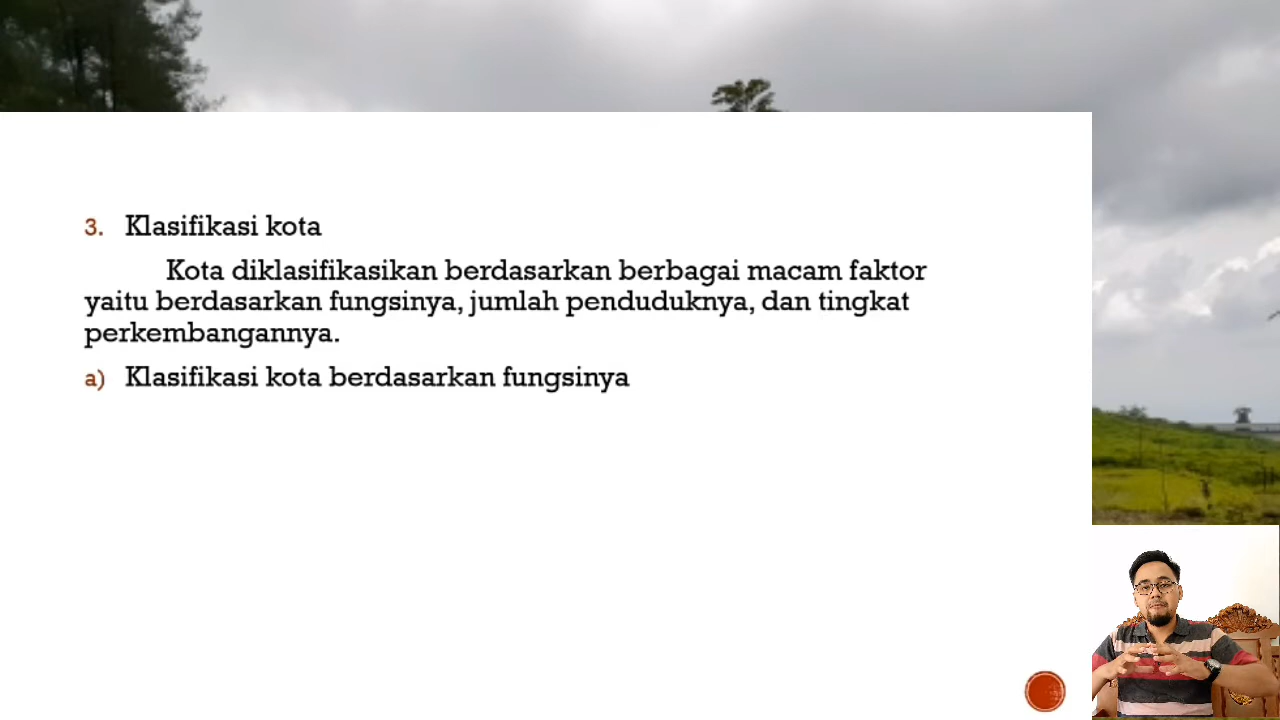 3. Klasifikasi kota
Kota diklasifikasikan berdasarkan berbagai macam faktor
yaitu berdasarkan fungsinya, jumlah penduduknya, dan tingkat
perkembangannya.
a) Klasifikasi kota berdasarkan fungsinya